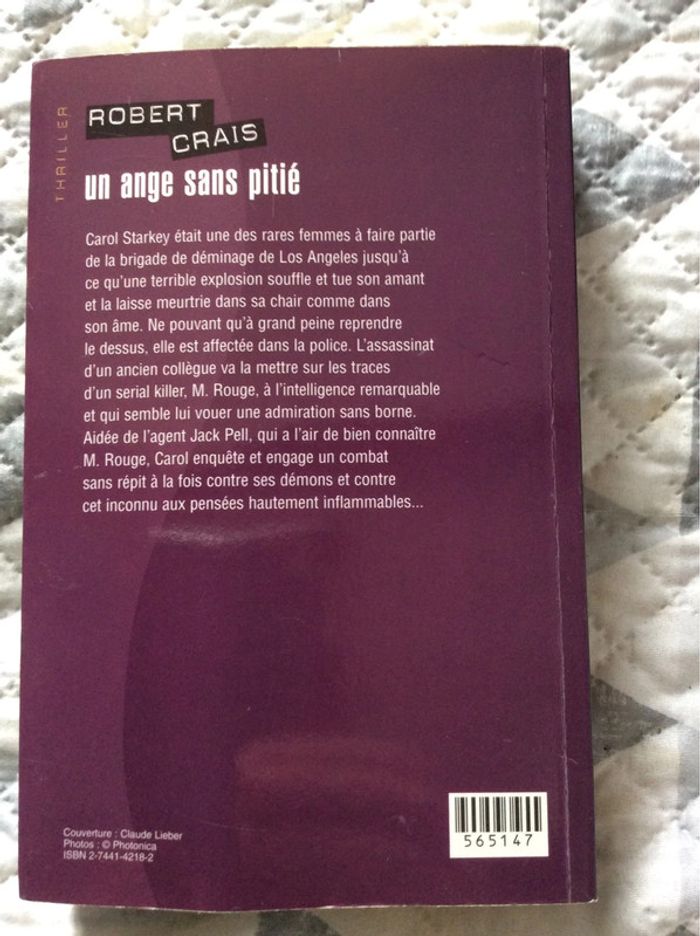 THRILLER
ROBERT
CRAIS
un ange sans pitié
Carol Starkey était une des rares femmes à faire partie
de la brigade de déminage de Los Angeles jusqu'à
ce qu'une terrible explosion souffle et tue son amant
et la laisse meurtrie dans sa chair comme dans
son âme. Ne pouvant qu'à grand peine reprendre
le dessus, elle est affectée dans la police. L'assassinat
d'un ancien collègue va la mettre sur les traces
d'un serial killer, M. Rouge, à l'intelligence remarquable
et qui semble lui vouer une admiration sans borne.
Aidée de l'agent Jack Pell, qui a l'air de bien connaître
M. Rouge, Carol enquête et engage un combat
sans répit à la fois contre ses démons et contre
cet inconnu aux pensées hautement inflammables...
Couverture : Claude Lieber
Photos : © Photonica
ISBN 2-7441-4218-2
565147